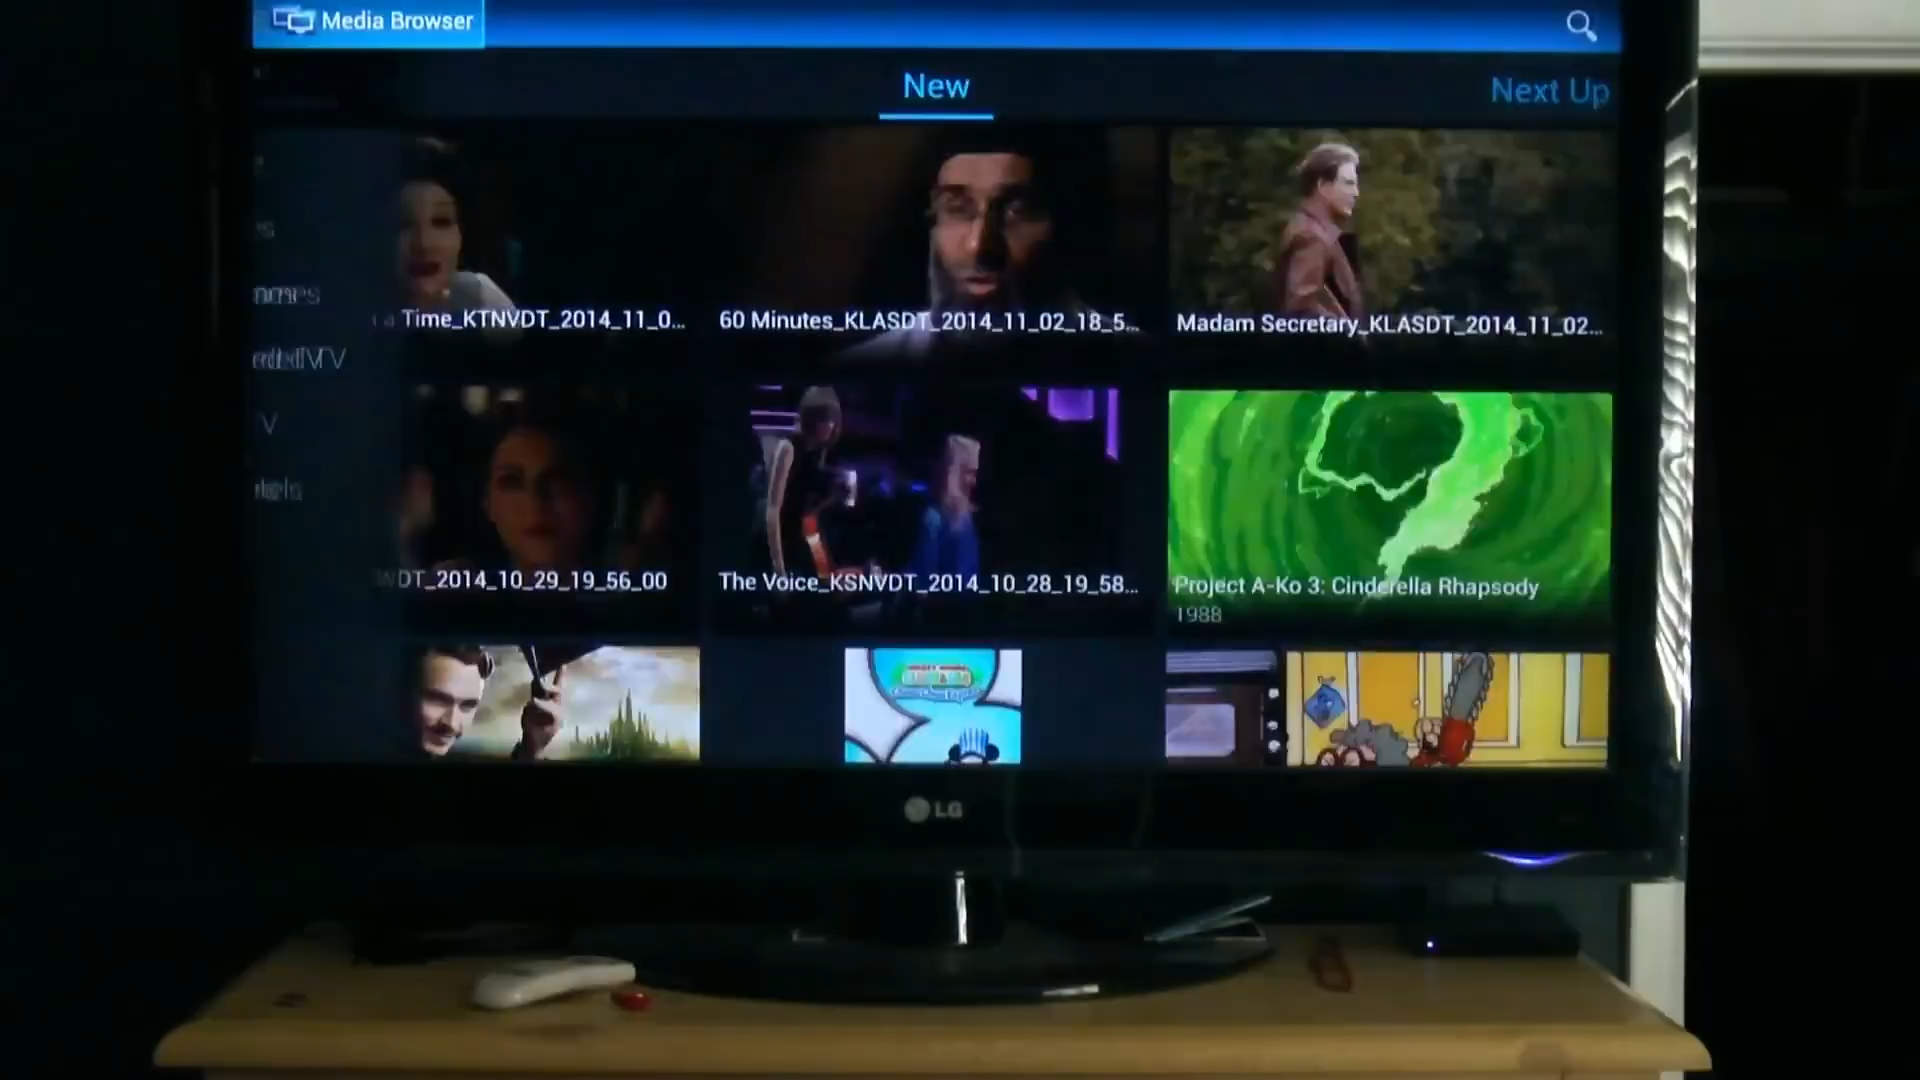 Media Browser
New
Next Up
Time_KTNVDT_2014_11_0...
60 Minutes_KLASDT_2014_11_02_18_5...
Madam Secretary_KLASDT_2014_11_02...
V
WDT_2014_10_29_19_56_00
The Voice_KSNVDT_2014_10_28_19_58...
Project A-Ko 3: Cinderella Rhapsody
1988
LG